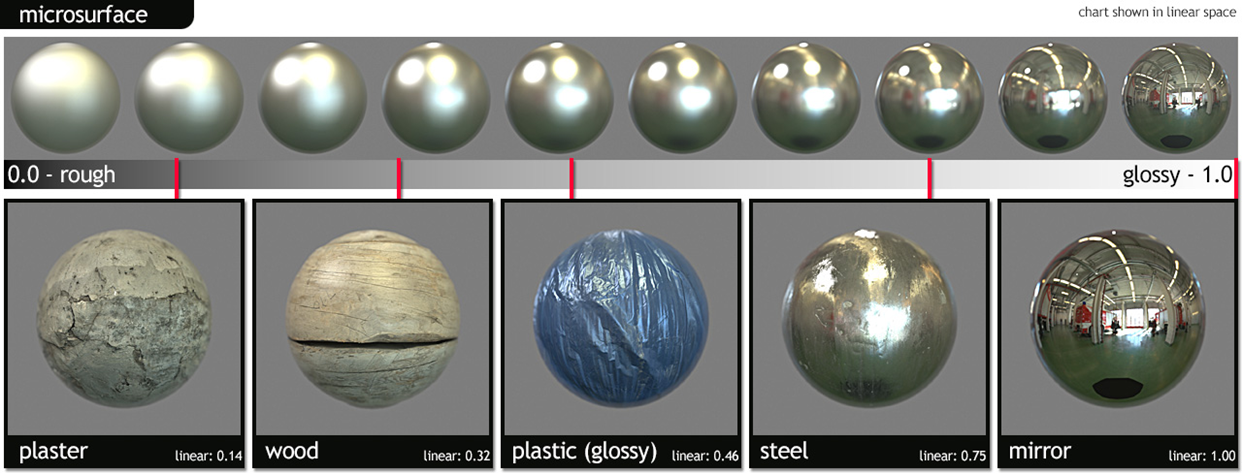 microsurface
chart shown in linear space
0.0 - rough
glossy - 1.0
plaster linear: 0.14
wood linear: 0.32
plastic (glossy) linear: 0.46
steel linear: 0.75
mirror linear: 1.00